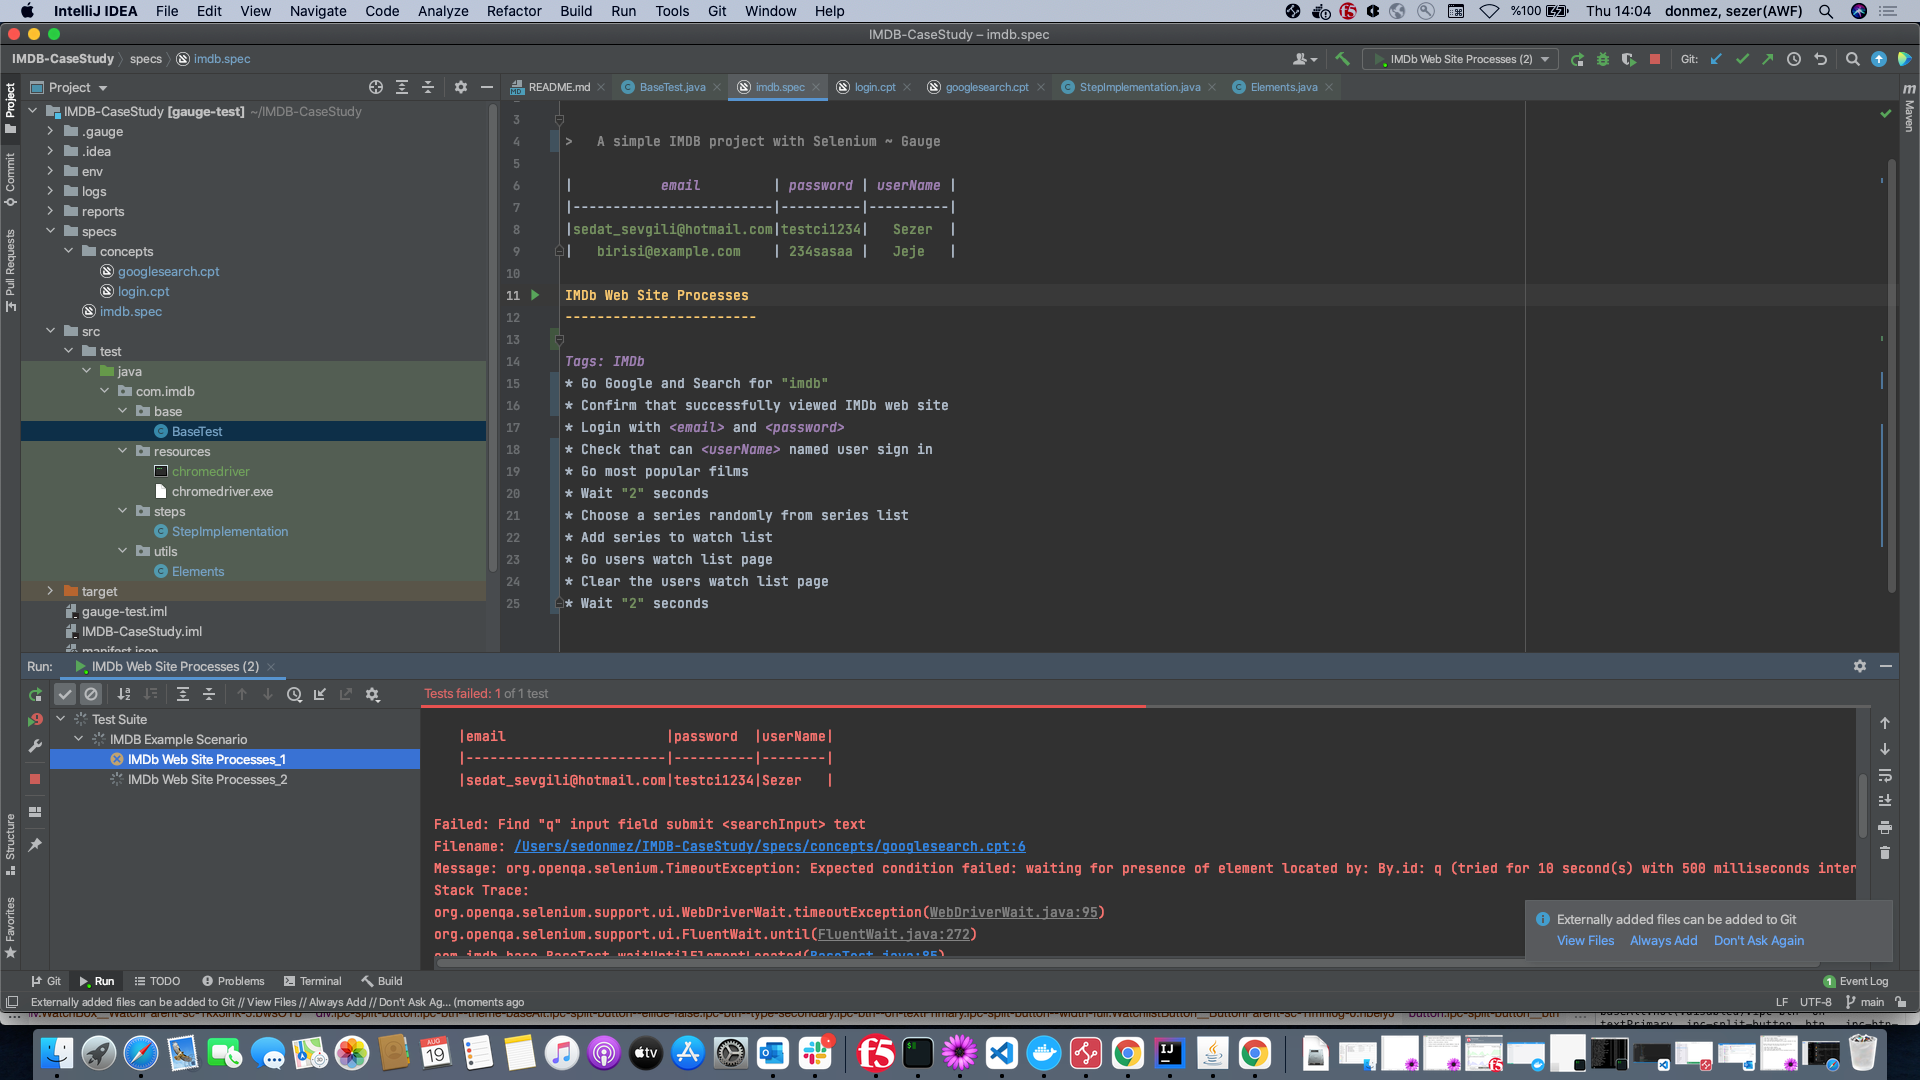 IntelliJ IDEA File Edit View Navigate Code Analyze Refactor Build Run Tools Git Window Help %100 Thu 14:04 donmez, sezer(AWF)
IMDB-CaseStudy – imdb.spec
IMDB-CaseStudy specs imdb.spec
IMDb Web Site Processes (2) Git:
Project
README.md BaseTest.java imdb.spec login.cpt googlesearch.cpt StepImplementation.java Elements.java
Project
Commit
Pull Requests
Structure
Favorites
Maven
IMDB-CaseStudy [gauge-test] ~/IMDB-CaseStudy
.gauge
.idea
env
logs
reports
specs
concepts
googlesearch.cpt
login.cpt
imdb.spec
src
test
java
com.imdb
base
BaseTest
resources
chromedriver
chromedriver.exe
steps
StepImplementation
utils
Elements
target
gauge-test.iml
IMDB-CaseStudy.iml
manifest.json
3
4 > A simple IMDB project with Selenium ~ Gauge
5
6 | email | password | userName |
7 |-------------------------|----------|----------|
8 |sedat_sevgili@hotmail.com|testci1234| Sezer |
9 | birisi@example.com | 234sasaa | Jeje |
10
11 IMDb Web Site Processes
12 ------------------------
13
14 Tags: IMDb
15 * Go Google and Search for "imdb"
16 * Confirm that successfully viewed IMDb web site
17 * Login with <email> and <password>
18 * Check that can <userName> named user sign in
19 * Go most popular films
20 * Wait "2" seconds
21 * Choose a series randomly from series list
22 * Add series to watch list
23 * Go users watch list page
24 * Clear the users watch list page
25 * Wait "2" seconds
Run: IMDb Web Site Processes (2)
Tests failed: 1 of 1 test
Test Suite
IMDB Example Scenario
IMDb Web Site Processes_1
IMDb Web Site Processes_2
|email |password |userName|
|-------------------------|----------|--------|
|sedat_sevgili@hotmail.com|testci1234|Sezer |
Failed: Find "q" input field submit <searchInput> text
Filename: /Users/sedonmez/IMDB-CaseStudy/specs/concepts/googlesearch.cpt:6
Message: org.openqa.selenium.TimeoutException: Expected condition failed: waiting for presence of element located by: By.id: q (tried for 10 second(s) with 500 milliseconds inter
Stack Trace:
org.openqa.selenium.support.ui.WebDriverWait.timeoutException(WebDriverWait.java:95)
org.openqa.selenium.support.ui.FluentWait.until(FluentWait.java:272)
com.imdb.base.BaseTest.waitUntilElementLocated(BaseTest.java:85)
Externally added files can be added to Git
View Files Always Add Don't Ask Again
Git Run TODO Problems Terminal Build 1 Event Log
Externally added files can be added to Git // View Files // Always Add // Don't Ask Ag... (moments ago
LF UTF-8 main
AUG
19
tv